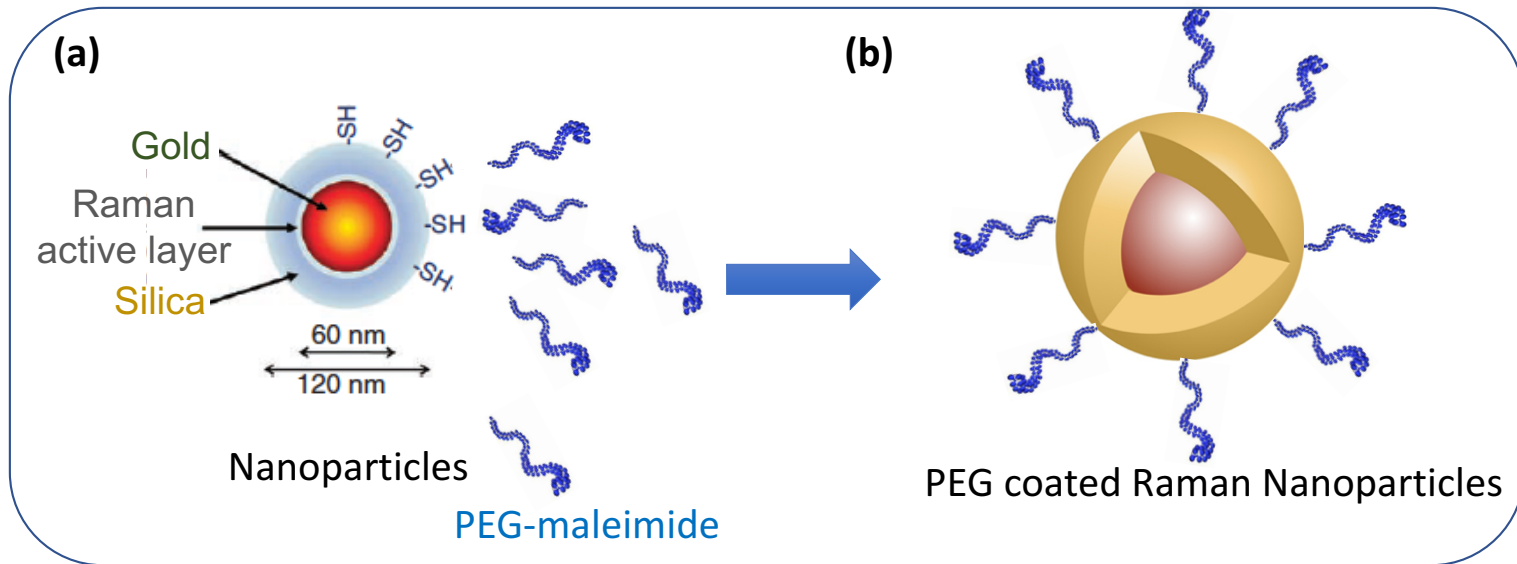 (a)
Gold
Raman
active layer
Silica
-SH
-SH
-SH
-SH
-SH
60 nm
120 nm
Nanoparticles
PEG-maleimide
(b)
PEG coated Raman Nanoparticles